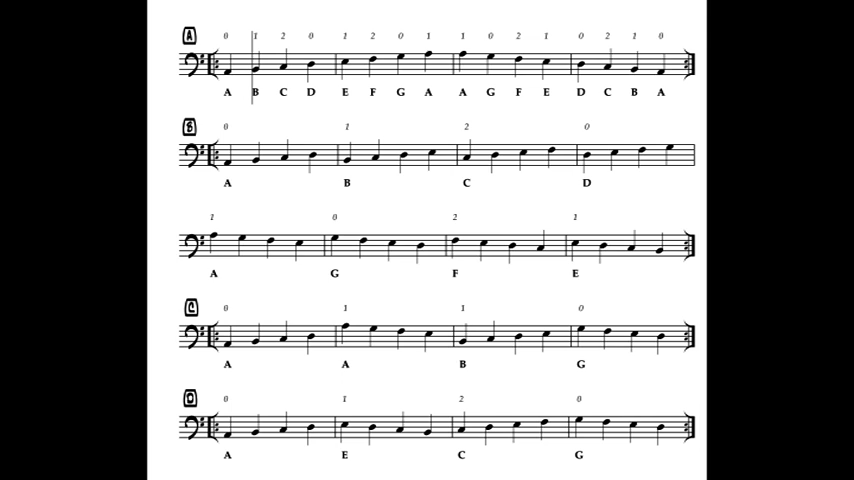 A 0 1 2 0 1 2 0 1 1 0 2 1 0 2 1 0
A B C D E F G A A G F E D C B A
B 0 1 2 0
A B C D
1 0 2 1
A G F E
C 0 1 1 0
A A B G
D 0 1 2 0
A E C G